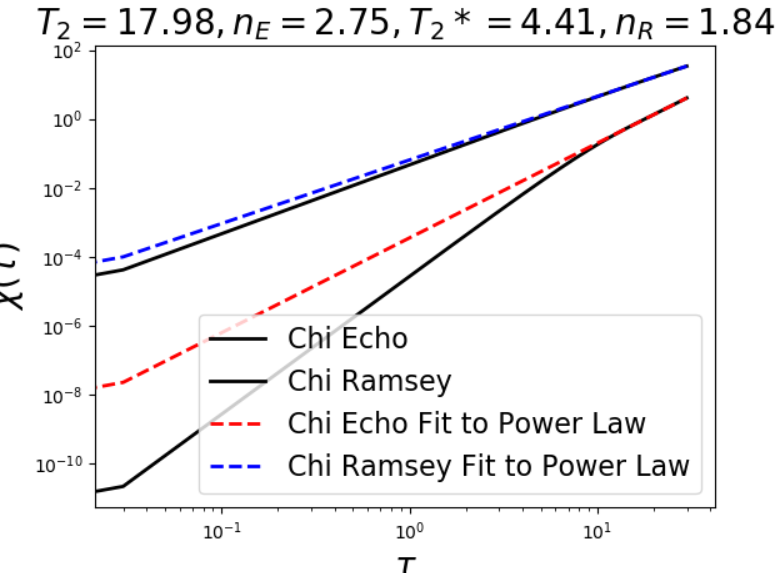 T₂ = 17.98, n_E = 2.75, T₂* = 4.41, n_R = 1.84
10²
10⁰
10⁻²
10⁻⁴
χ(t)
10⁻⁶
10⁻⁸
10⁻¹⁰
Chi Echo
Chi Ramsey
Chi Echo Fit to Power Law
Chi Ramsey Fit to Power Law
10⁻¹ 10⁰ 10¹
T